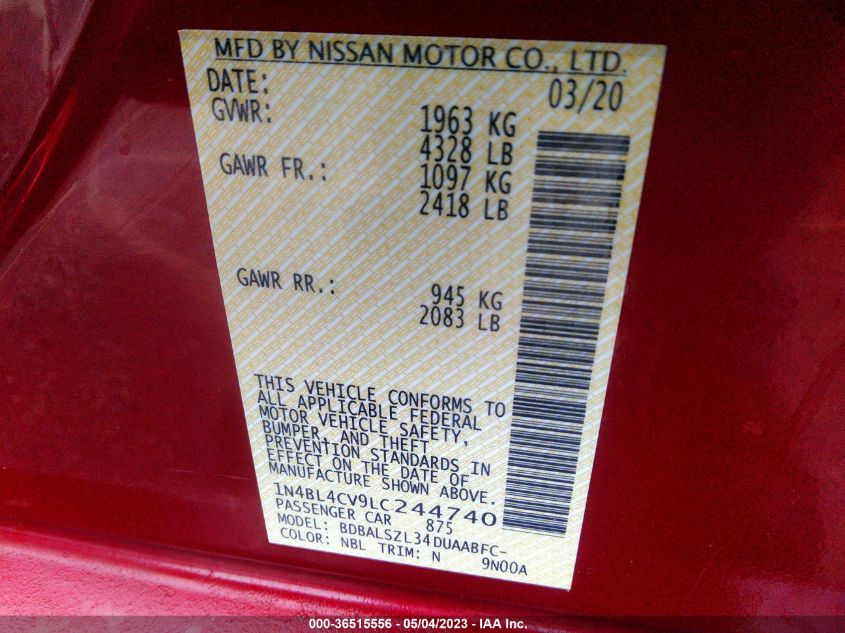 MFD BY NISSAN MOTOR CO., LTD.
DATE: 03/20
GVWR: 1963 KG
4328 LB
GAWR FR.: 1097 KG
2418 LB
GAWR RR.: 945 KG
2083 LB
THIS VEHICLE CONFORMS TO
ALL APPLICABLE FEDERAL
MOTOR VEHICLE SAFETY,
BUMPER, AND THEFT
PREVENTION STANDARDS IN
EFFECT ON THE DATE OF
MANUFACTURE SHOWN ABOVE.
1N4BL4CV9LC244740
PASSENGER CAR 875
MODEL: BDBALSZL34DUAABFC-
COLOR: NBL TRIM: N 9N00A
000-36515556 - 05/04/2023 - IAA Inc.